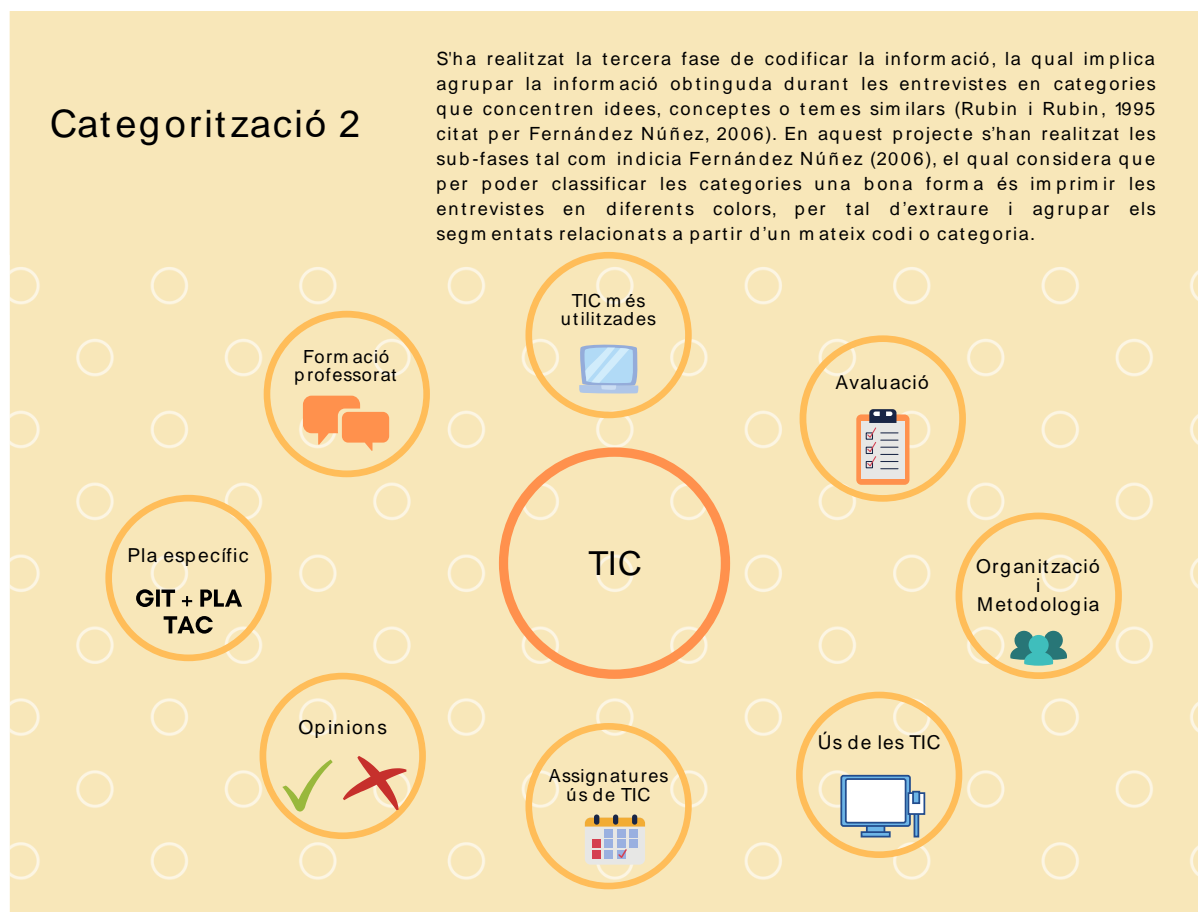 Categorització 2
S'ha realitzat la tercera fase de codificar la informació, la qual implica
agrupar la informació obtinguda durant les entrevistes en categories
que concentren idees, conceptes o temes similars (Rubin i Rubin, 1995
citat per Fernández Núñez, 2006). En aquest projecte s'han realitzat les
sub-fases tal com indicia Fernández Núñez (2006), el qual considera que
per poder classificar les categories una bona forma és imprimir les
entrevistes en diferents colors, per tal d'extraure i agrupar els
segmentats relacionats a partir d'un mateix codi o categoria.
TIC més
utilitzades
Formació
professorat
Avaluació
Pla específic
GIT + PLA
TAC
TIC
Organització
i
Metodologia
Opinions
Assignatures
ús de TIC
Ús de les TIC